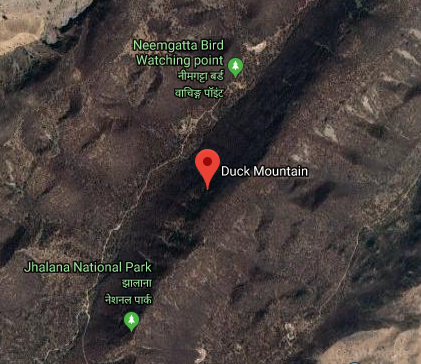 Neemgatta Bird
Watching point
नीमगट्टा बर्ड
वाचिङ्ग पॉइंट
Duck Mountain
Jhalana National Park
झालाना
नेशनल पार्क